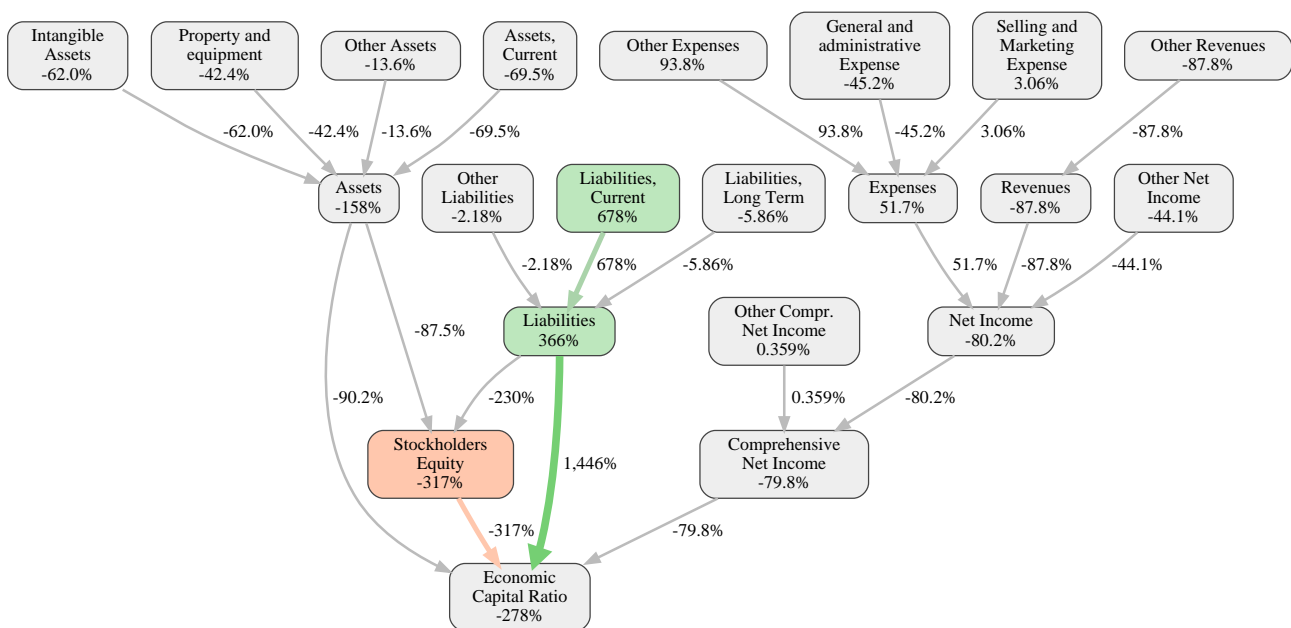 Intangible
Assets
-62.0%
Property and
equipment
-42.4%
Other Assets
-13.6%
Assets,
Current
-69.5%
Other Expenses
93.8%
General and
administrative
Expense
-45.2%
Selling and
Marketing
Expense
3.06%
Other Revenues
-87.8%
-62.0%
-42.4%
-13.6%
-69.5%
93.8%
-45.2%
3.06%
-87.8%
Assets
-158%
Other
Liabilities
-2.18%
Liabilities,
Current
678%
Liabilities,
Long Term
-5.86%
Expenses
51.7%
Revenues
-87.8%
Other Net
Income
-44.1%
-2.18%
678%
-5.86%
51.7%
-87.8%
-44.1%
Liabilities
366%
Other Compr.
Net Income
0.359%
Net Income
-80.2%
-87.5%
-90.2%
-230%
0.359%
-80.2%
Stockholders
Equity
-317%
1,446%
Comprehensive
Net Income
-79.8%
-317%
-79.8%
Economic
Capital Ratio
-278%